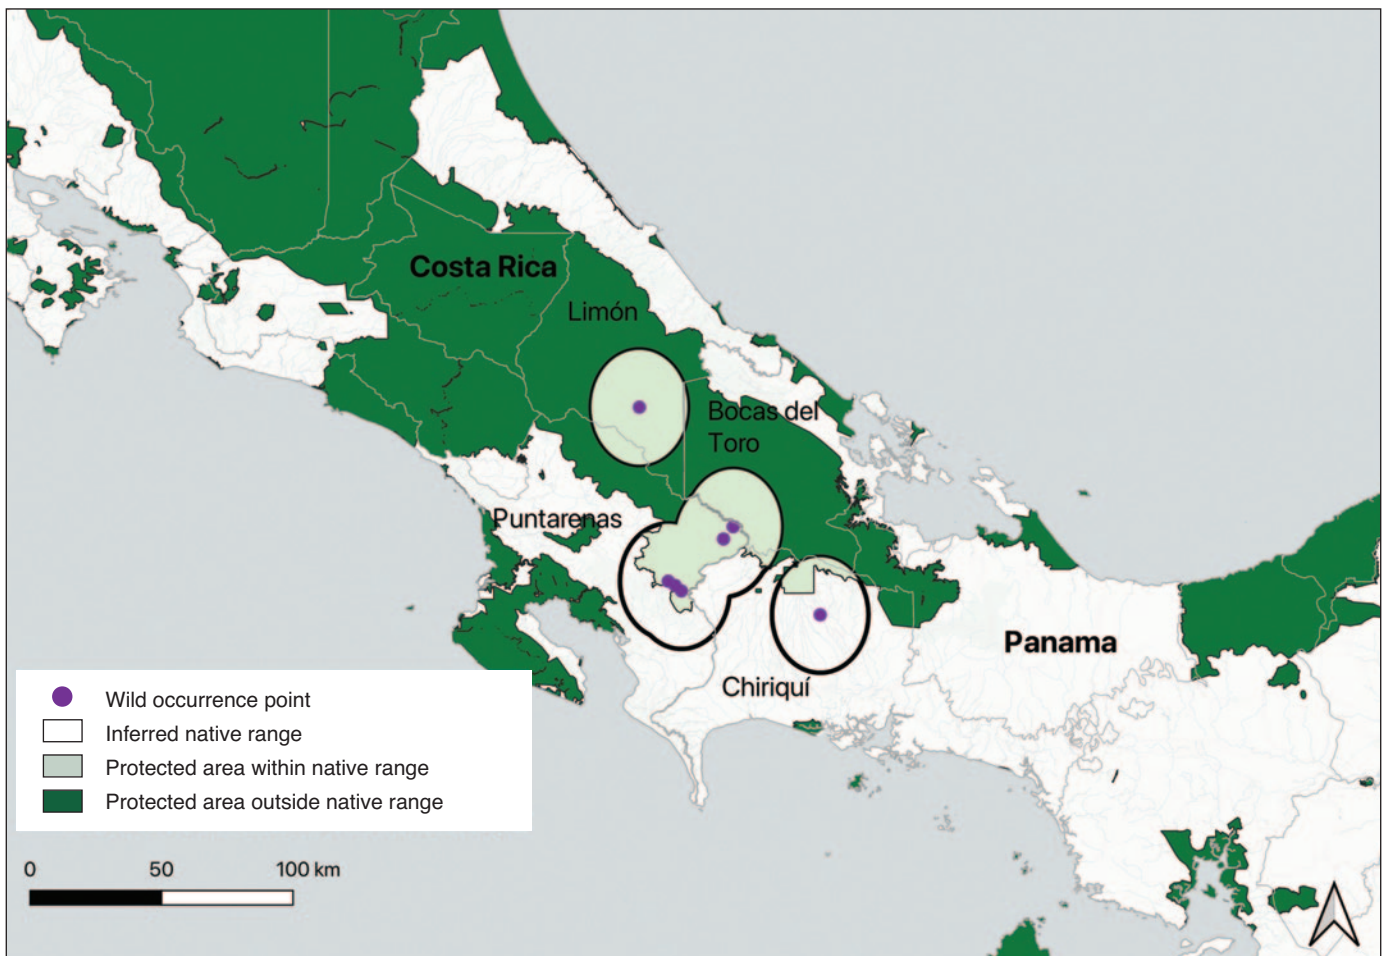 Costa Rica
Limón
Bocas del
Toro
Puntarenas
Panama
Chiriquí
Wild occurrence point
Inferred native range
Protected area within native range
Protected area outside native range
0 50 100 km